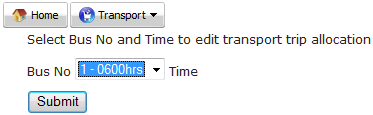 Home Transport
Select Bus No and Time to edit transport trip allocation
Bus No 1 - 0600hrs Time
Submit